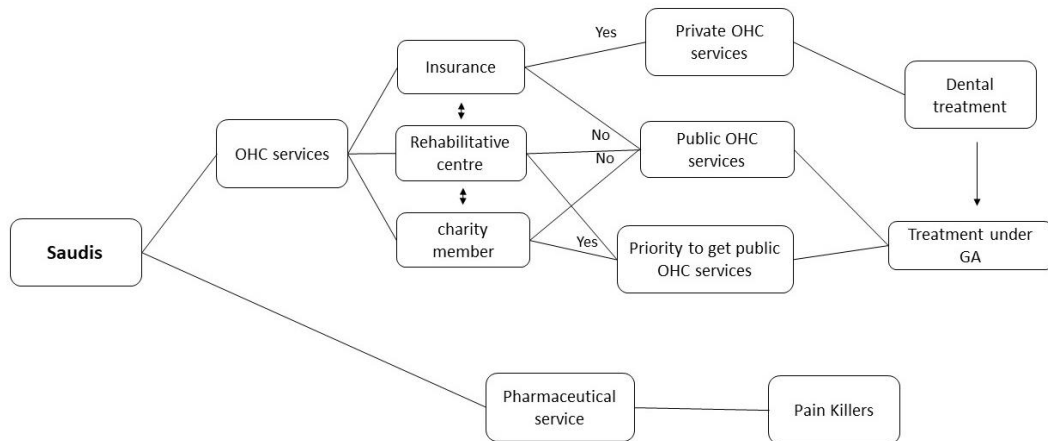 Saudis
OHC services
Insurance
Rehabilitative
centre
charity
member
Yes
No
No
Yes
Private OHC
services
Public OHC
services
Priority to get public
OHC services
Dental
treatment
Treatment under
GA
Pharmaceutical
service
Pain Killers